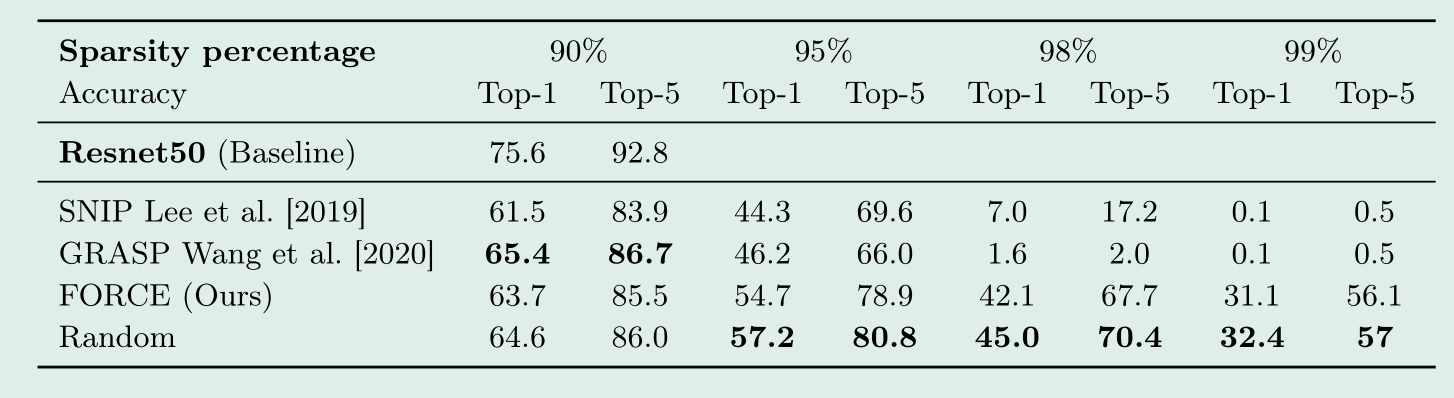 Sparsity percentage 90% 95% 98% 99%
Accuracy Top-1 Top-5 Top-1 Top-5 Top-1 Top-5 Top-1 Top-5
Resnet50 (Baseline) 75.6 92.8
SNIP Lee et al. [2019] 61.5 83.9 44.3 69.6 7.0 17.2 0.1 0.5
GRASP Wang et al. [2020] 65.4 86.7 46.2 66.0 1.6 2.0 0.1 0.5
FORCE (Ours) 63.7 85.5 54.7 78.9 42.1 67.7 31.1 56.1
Random 64.6 86.0 57.2 80.8 45.0 70.4 32.4 57